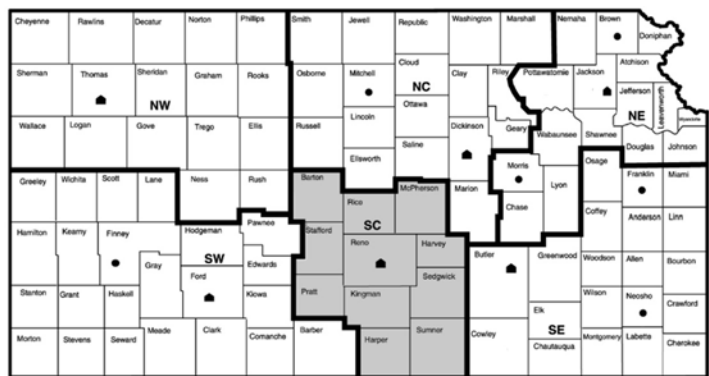 Cheyenne Rawlins Decatur Norton Phillips Smith Jewell Republic Washington Marshall Nemaha Brown Doniphan
Sherman Thomas Sheridan Graham Rooks Osborne Mitchell Cloud Clay Riley Pottawatomie Jackson Atchison
NW NC Jefferson Leavenworth
Ottawa NE Wyandotte
Wallace Logan Gove Trego Ellis Russell Lincoln Dickinson Geary Wabaunsee Shawnee
Saline Douglas Johnson
Ellsworth Morris Osage
Greeley Wichita Scott Lane Ness Rush Barton McPherson Marion Lyon Franklin Miami
Rice Chase
Hamilton Kearny Finney Hodgeman Pawnee Stafford SC Coffey Anderson Linn
SW Reno Harvey Butler Greenwood Woodson Allen Bourbon
Gray Ford Edwards Sedgwick
Stanton Grant Haskell Kiowa Pratt Kingman Wilson Neosho
Elk Crawford
Meade Clark Comanche Barber Harper Sumner Cowley SE
Morton Stevens Seward Chautauqua Montgomery Labette Cherokee